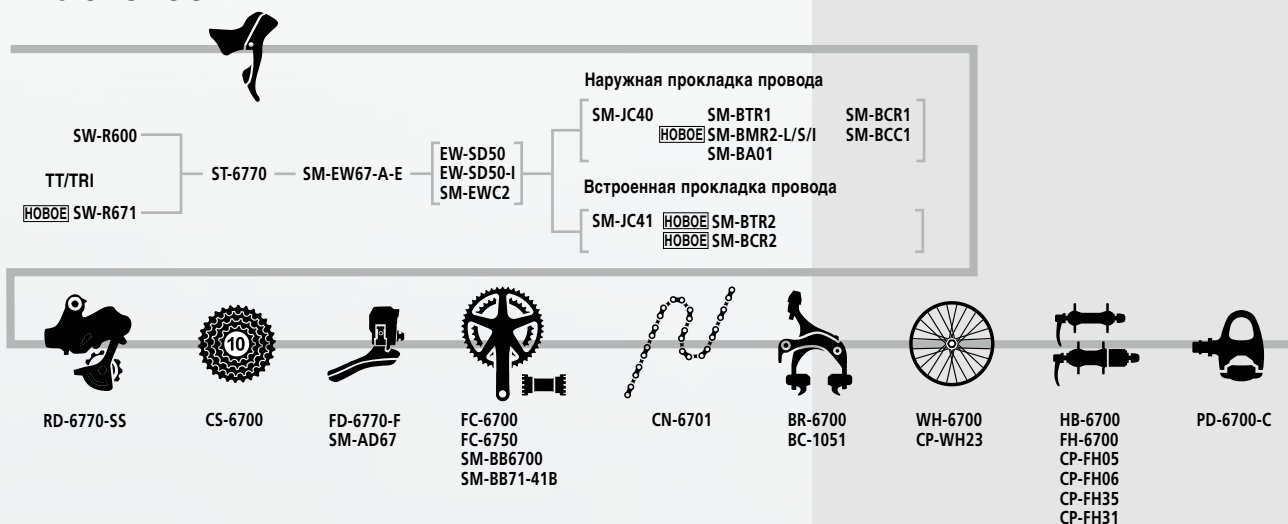 Наружная прокладка провода
SM-JC40 SM-BTR1 SM-BCR1
НОВОЕ SM-BMR2-L/S/I SM-BCC1
SM-BA01
SW-R600
TT/TRI
НОВОЕ SW-R671
ST-6770
SM-EW67-A-E
EW-SD50
EW-SD50-I
SM-EWC2
Встроенная прокладка провода
SM-JC41 НОВОЕ SM-BTR2
НОВОЕ SM-BCR2
10
RD-6770-SS
CS-6700
FD-6770-F
SM-AD67
FC-6700
FC-6750
SM-BB6700
SM-BB71-41B
CN-6701
BR-6700
BC-1051
WH-6700
CP-WH23
HB-6700
FH-6700
CP-FH05
CP-FH06
CP-FH35
CP-FH31
PD-6700-C